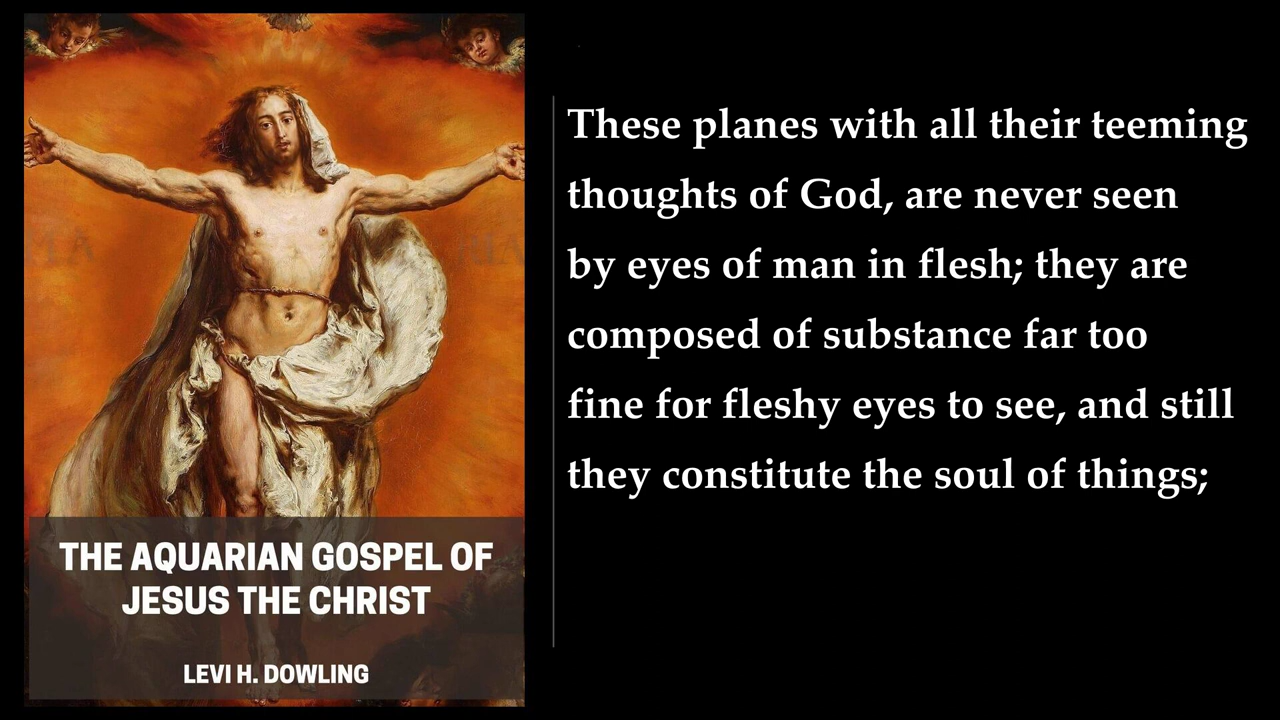 THE AQUARIAN GOSPEL OF
JESUS THE CHRIST
LEVI H. DOWLING
These planes with all their teeming
thoughts of God, are never seen
by eyes of man in flesh; they are
composed of substance far too
fine for fleshy eyes to see, and still
they constitute the soul of things;